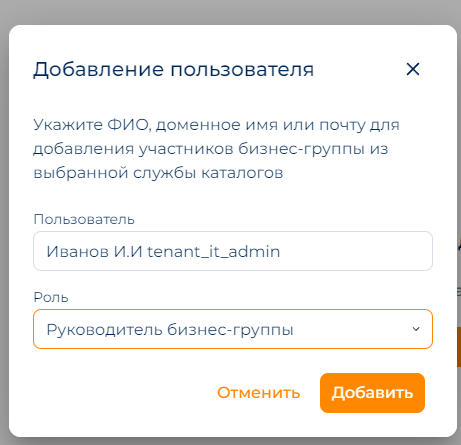 Добавление пользователя
Укажите ФИО, доменное имя или почту для
добавления участников бизнес-группы из
выбранной службы каталогов
Пользователь
Иванов И.И tenant_it_admin
Роль
Руководитель бизнес-группы
Отменить Добавить